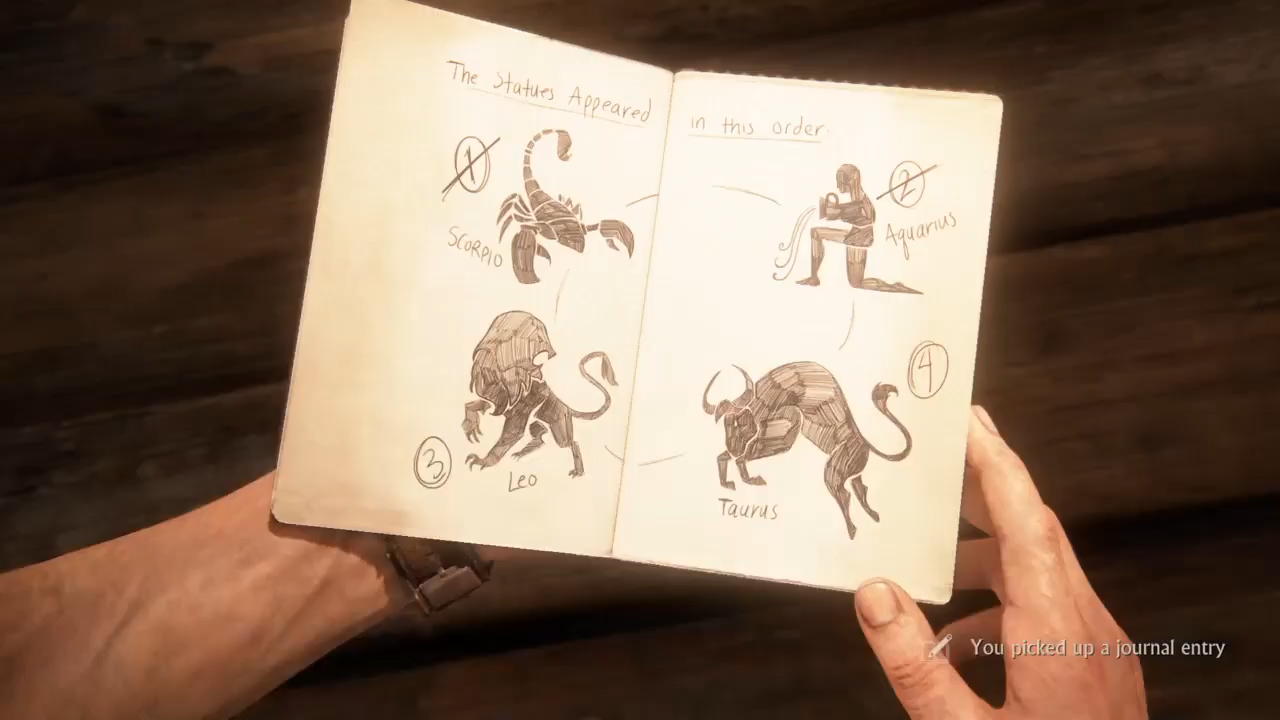 The Statues Appeared
in this order.
1
SCORPIO
2
Aquarius
3
Leo
4
Taurus
You picked up a journal entry